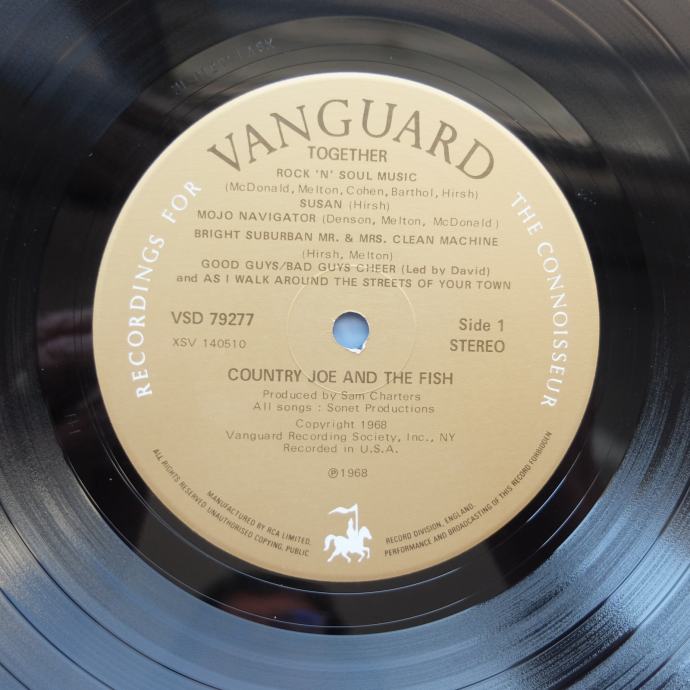 VANGUARD
TOGETHER
ROCK 'N' SOUL MUSIC
(McDonald, Melton, Cohen, Barthol, Hirsh)
SUSAN (Hirsh)
MOJO NAVIGATOR (Denson, Melton, McDonald)
BRIGHT SUBURBAN MR. & MRS. CLEAN MACHINE
(Hirsh, Melton)
GOOD GUYS/BAD GUYS CHEER (Led by David)
and AS I WALK AROUND THE STREETS OF YOUR TOWN
RECORDINGS FOR THE CONNOISSEUR
VSD 79277
XSV 140510
Side 1
STEREO
COUNTRY JOE AND THE FISH
Produced by Sam Charters
All songs : Sonet Productions
Copyright 1968
Vanguard Recording Society, Inc., NY
Recorded in U.S.A.
℗1968
MANUFACTURED BY RCA LIMITED, RECORD DIVISION, ENGLAND.
ALL RIGHTS RESERVED UNAUTHORISED COPYING, PUBLIC PERFORMANCE AND BROADCASTING OF THIS RECORD FORBIDDEN